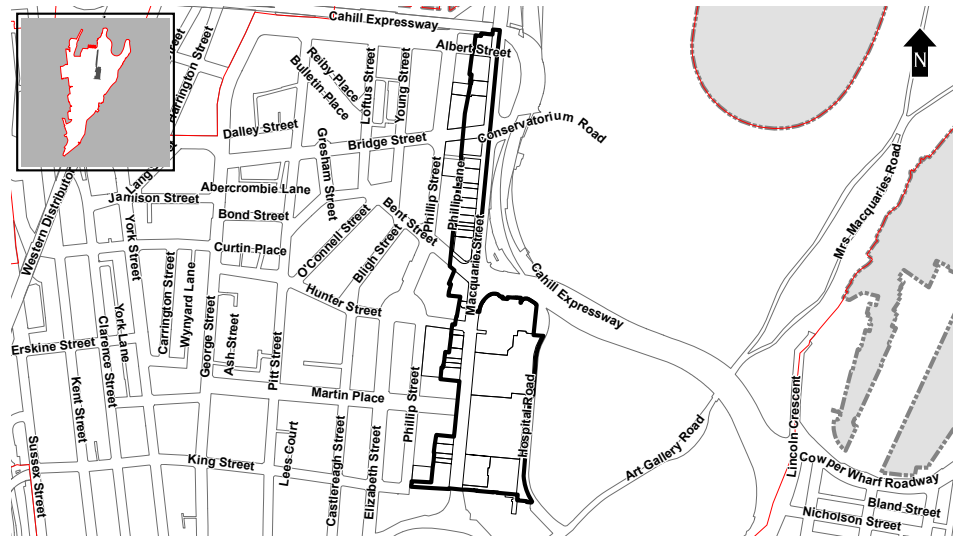 Cahill Expressway
Albert Street
Harrington Street
Reiby Place
Bulletin Place
Loftus Street
Young Street
N
Conservatorium Road
Dalley Street
Bridge Street
Gresham Street
Phillip Street
Phillip Lane
Mrs Macquaries Road
Lang
Abercrombie Lane
Jamison Street
Bond Street
Bent Street
Western Distributor
York Street
Curtin Place
O'Connell Street
Bligh Street
Macquarie Street
Cahill Expressway
Carrington Street
Wynyard Lane
Hunter Street
York Lane
Clarence Street
George Street
Ash Street
Pitt Street
Erskine Street
Kent Street
Martin Place
Phillip Street
Hospital Road
Lincoln Crescent
Art Gallery Road
Sussex Street
King Street
Lees Court
Castlereagh Street
Elizabeth Street
Cowper Wharf Roadway
Bland Street
Nicholson Street